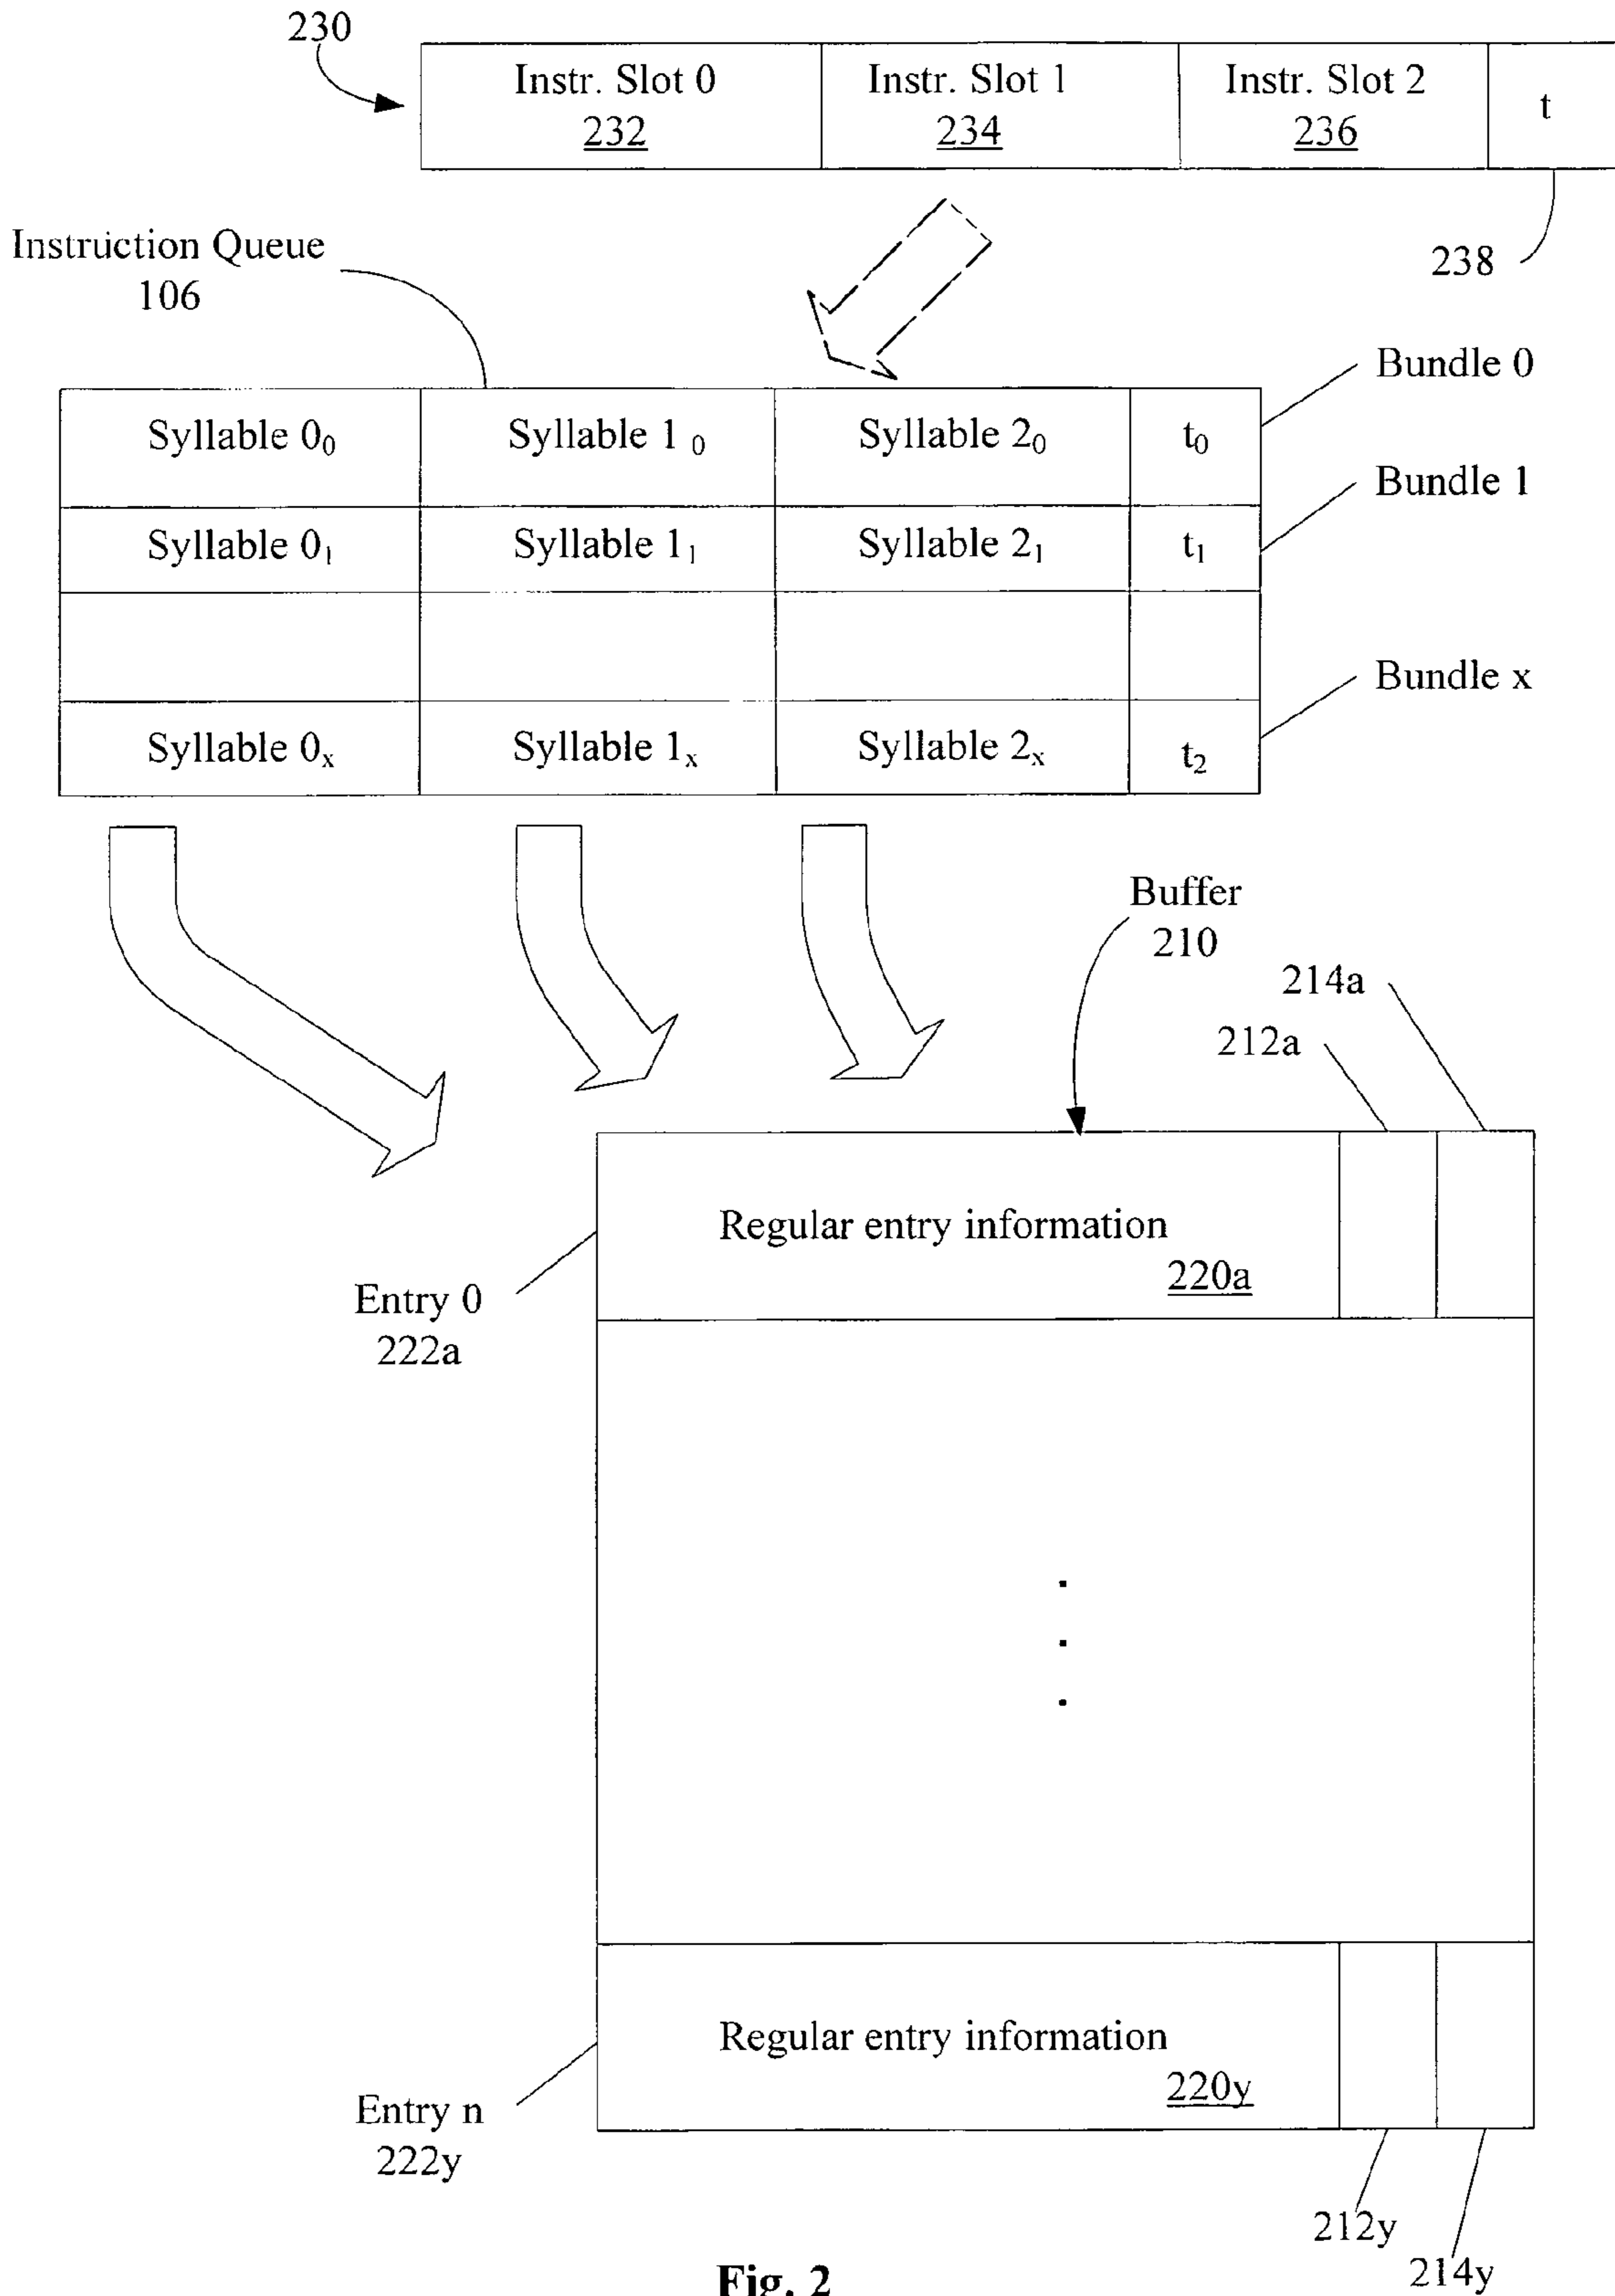 230
Instr. Slot 0
232
Instr. Slot 1
234
Instr. Slot 2
236
t
238
Instruction Queue
106
Bundle 0
Bundle 1
Bundle x
Syllable 0₀ Syllable 1 ₀ Syllable 2₀ t₀
Syllable 0₁ Syllable 1₁ Syllable 2₁ t₁
Syllable 0ₓ Syllable 1ₓ Syllable 2ₓ t₂
Buffer
210
214a
212a
Regular entry information
220a
Entry 0
222a
Regular entry information
220y
Entry n
222y
212y
214y
Fig. 2